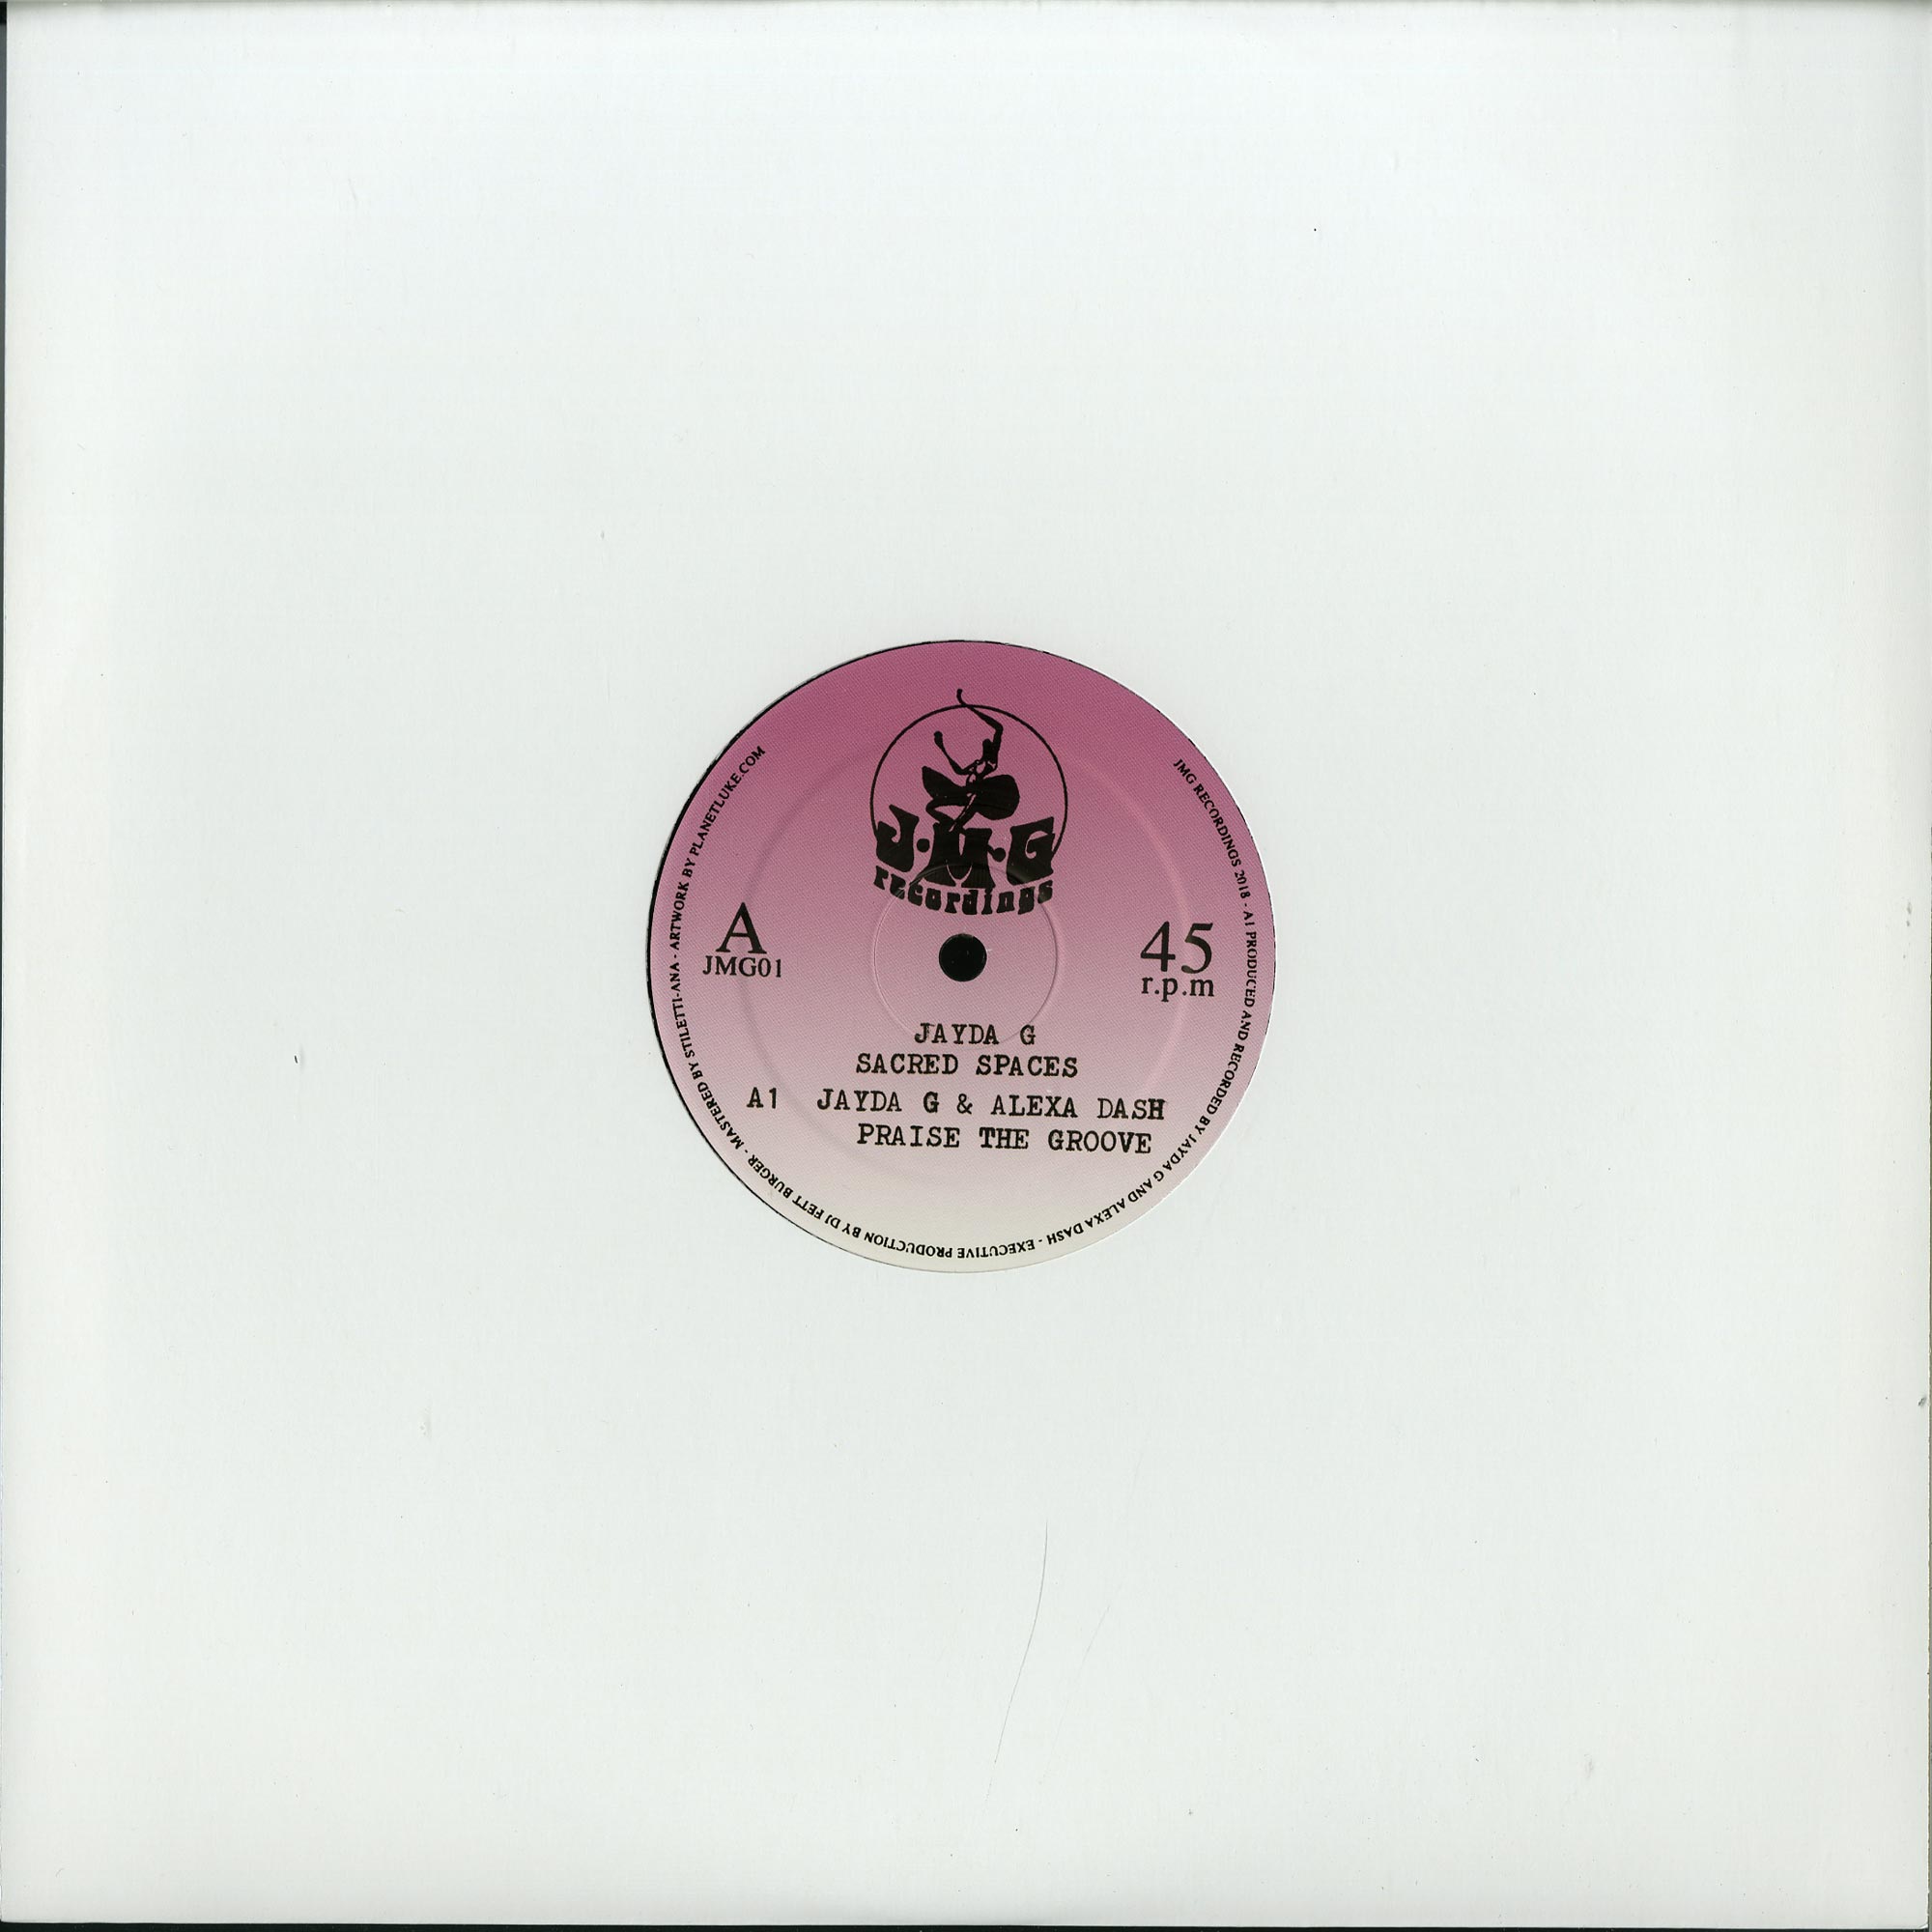 J·M·G
recordings
A
JMG01
45
r.p.m
JAYDA G
SACRED SPACES
A1 JAYDA G & ALEXA DASH
PRAISE THE GROOVE
JMG RECORDINGS 2018 - A1 PRODUCED AND RECORDED BY JAYDA G AND ALEXA DASH - EXECUTIVE PRODUCTION BY DJ FETT BURGER - MASTERED BY STILETTI-ANA - ARTWORK BY PLANETLUKE.COM